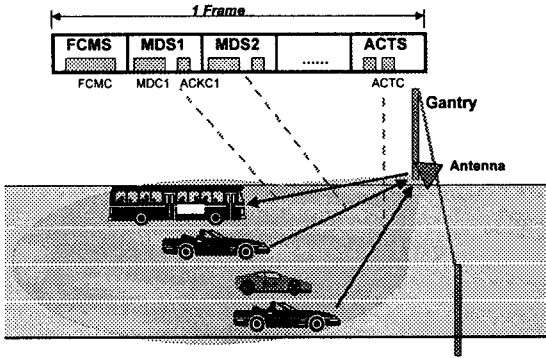 1 Frame
FCMS MDS1 MDS2 ...... ACTS
FCMC MDC1 ACKC1 ACTC
Gantry
Antenna